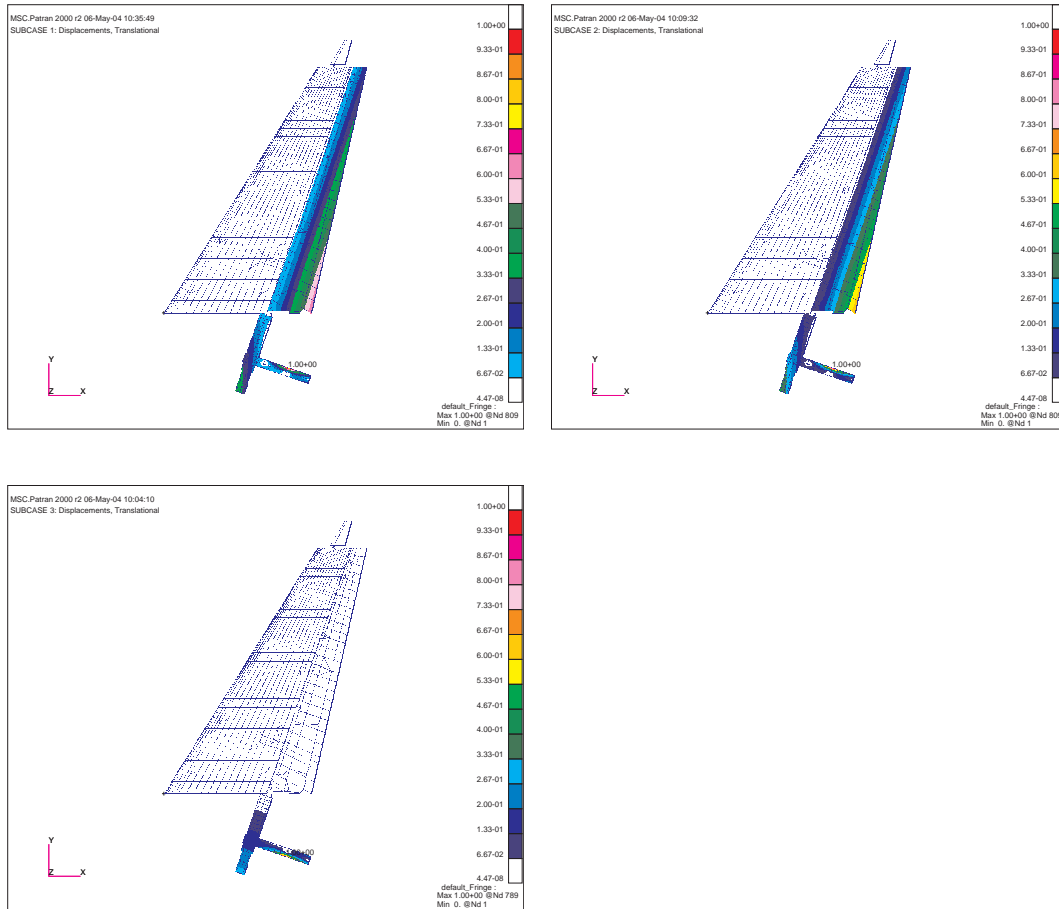 MSC.Patran 2000 r2 06-May-04 10:35:49
SUBCASE 1: Displacements, Translational
1.00+00
9.33-01
8.67-01
8.00-01
7.33-01
6.67-01
6.00-01
5.33-01
4.67-01
4.00-01
3.33-01
2.67-01
2.00-01
1.33-01
6.67-02
4.47-08
1.00+00
Y
Z
X
default_Fringe :
Max 1.00+00 @Nd 809
Min 0. @Nd 1
MSC.Patran 2000 r2 06-May-04 10:09:32
SUBCASE 2: Displacements, Translational
1.00+00
9.33-01
8.67-01
8.00-01
7.33-01
6.67-01
6.00-01
5.33-01
4.67-01
4.00-01
3.33-01
2.67-01
2.00-01
1.33-01
6.67-02
4.47-08
1.00+00
Y
Z
X
default_Fringe :
Max 1.00+00 @Nd 809
Min 0. @Nd 1
MSC.Patran 2000 r2 06-May-04 10:04:10
SUBCASE 3: Displacements, Translational
1.00+00
9.33-01
8.67-01
8.00-01
7.33-01
6.67-01
6.00-01
5.33-01
4.67-01
4.00-01
3.33-01
2.67-01
2.00-01
1.33-01
6.67-02
4.47-08
1.00+00
Y
Z
X
default_Fringe :
Max 1.00+00 @Nd 789
Min 0. @Nd 1